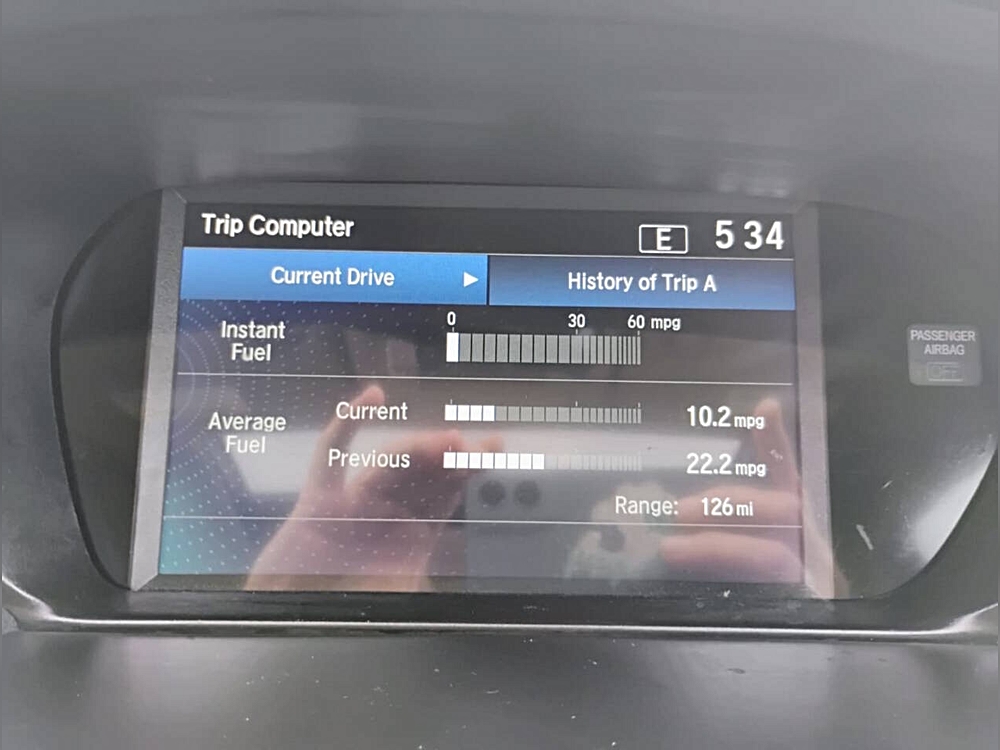 Trip Computer
E 5 34
Current Drive
History of Trip A
Instant
Fuel
0 30 60 mpg
Average
Fuel
Current 10.2 mpg
Previous 22.2 mpg
Range: 126 mi
PASSENGER
AIRBAG
OFF